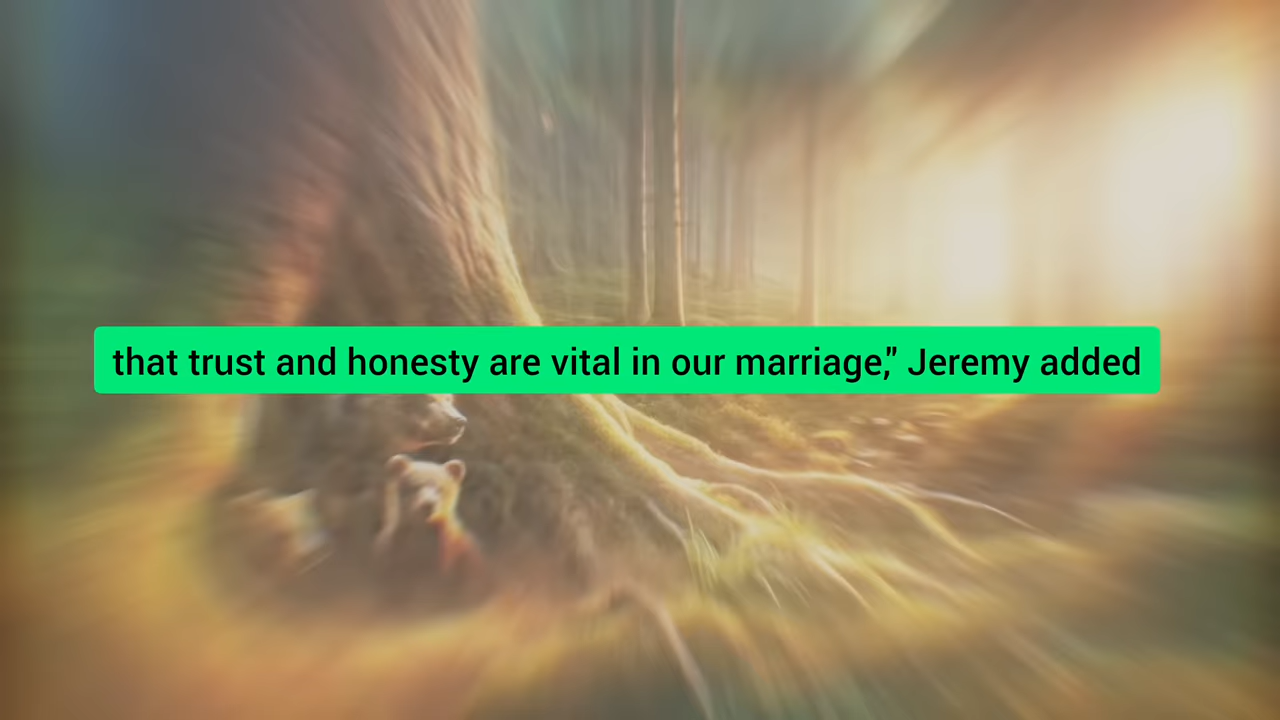 that trust and honesty are vital in our marriage,” Jeremy added